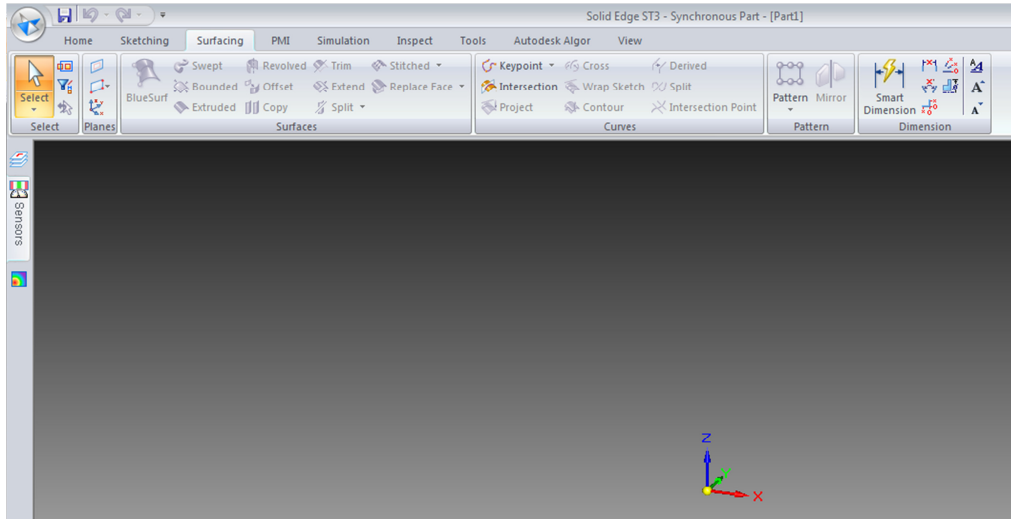 Solid Edge ST3 - Synchronous Part - [Part1]
Home Sketching Surfacing PMI Simulation Inspect Tools Autodesk Algor View
Swept Revolved Trim Stitched Keypoint Cross Derived
Select BlueSurf Bounded Offset Extend Replace Face Intersection Wrap Sketch Split Pattern Mirror Smart Dimension
Extruded Copy Split Project Contour Intersection Point
Select Planes Surfaces Curves Pattern Dimension
Sensors
Z
Y
X